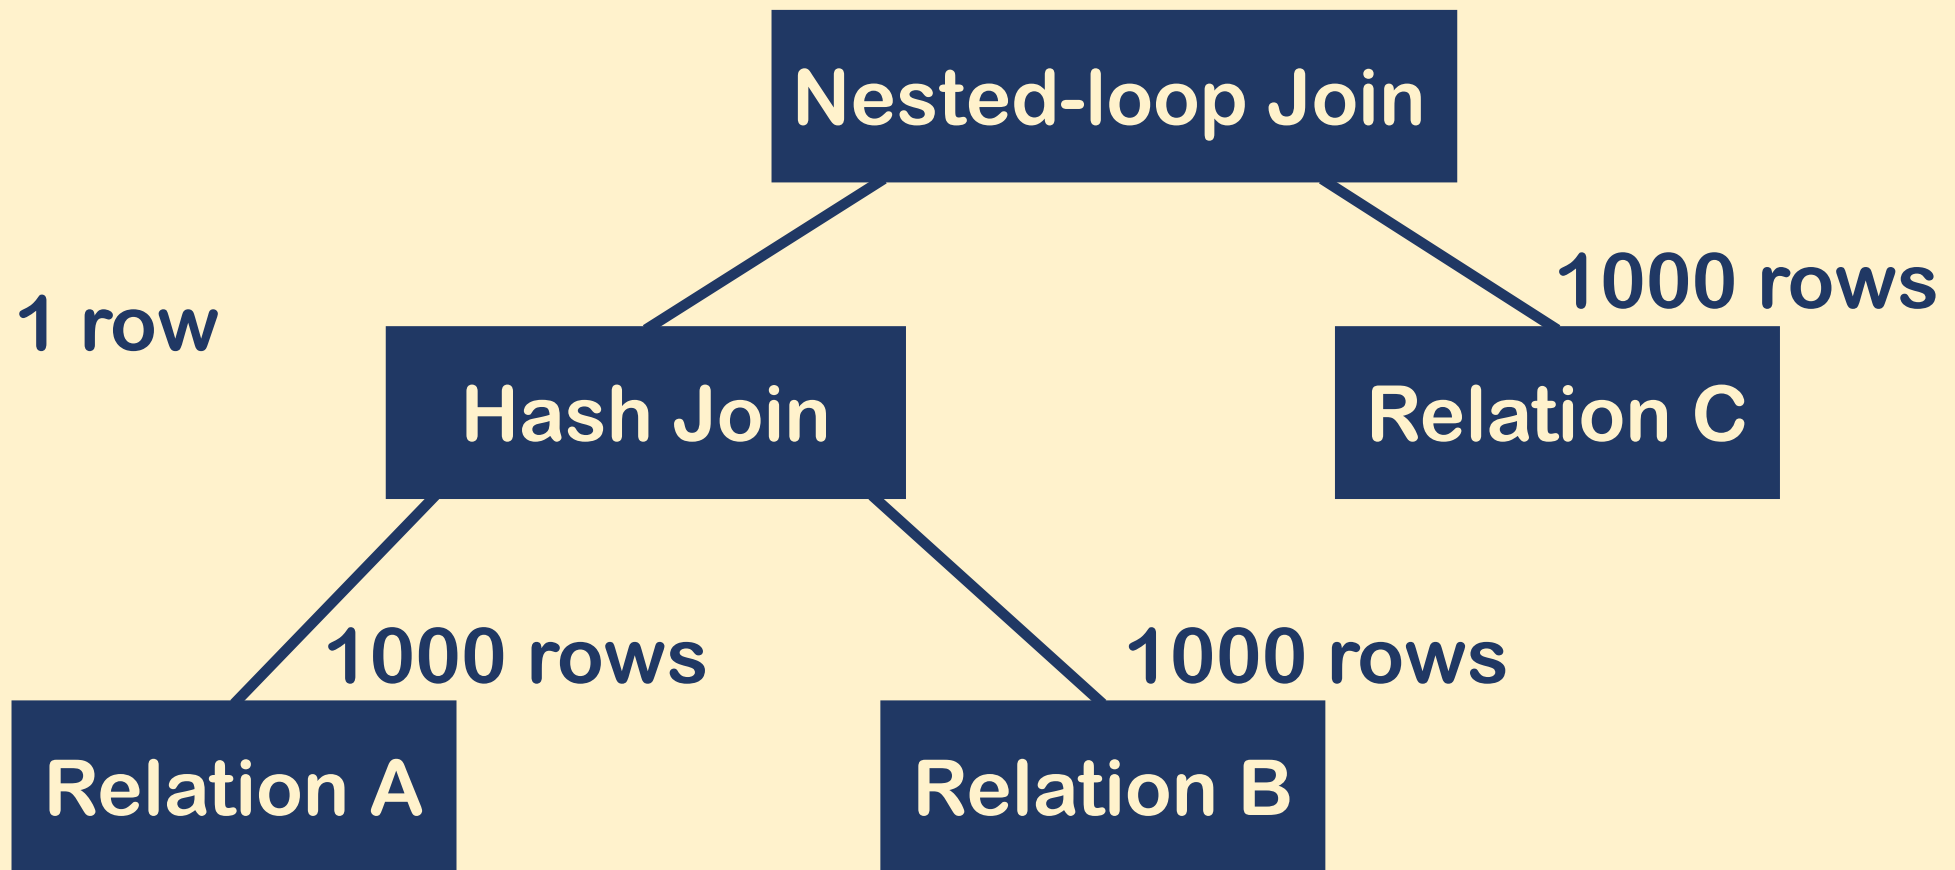 Nested-loop Join
1000 rows
1 row
Hash Join
Relation C
1000 rows
1000 rows
Relation A
Relation B